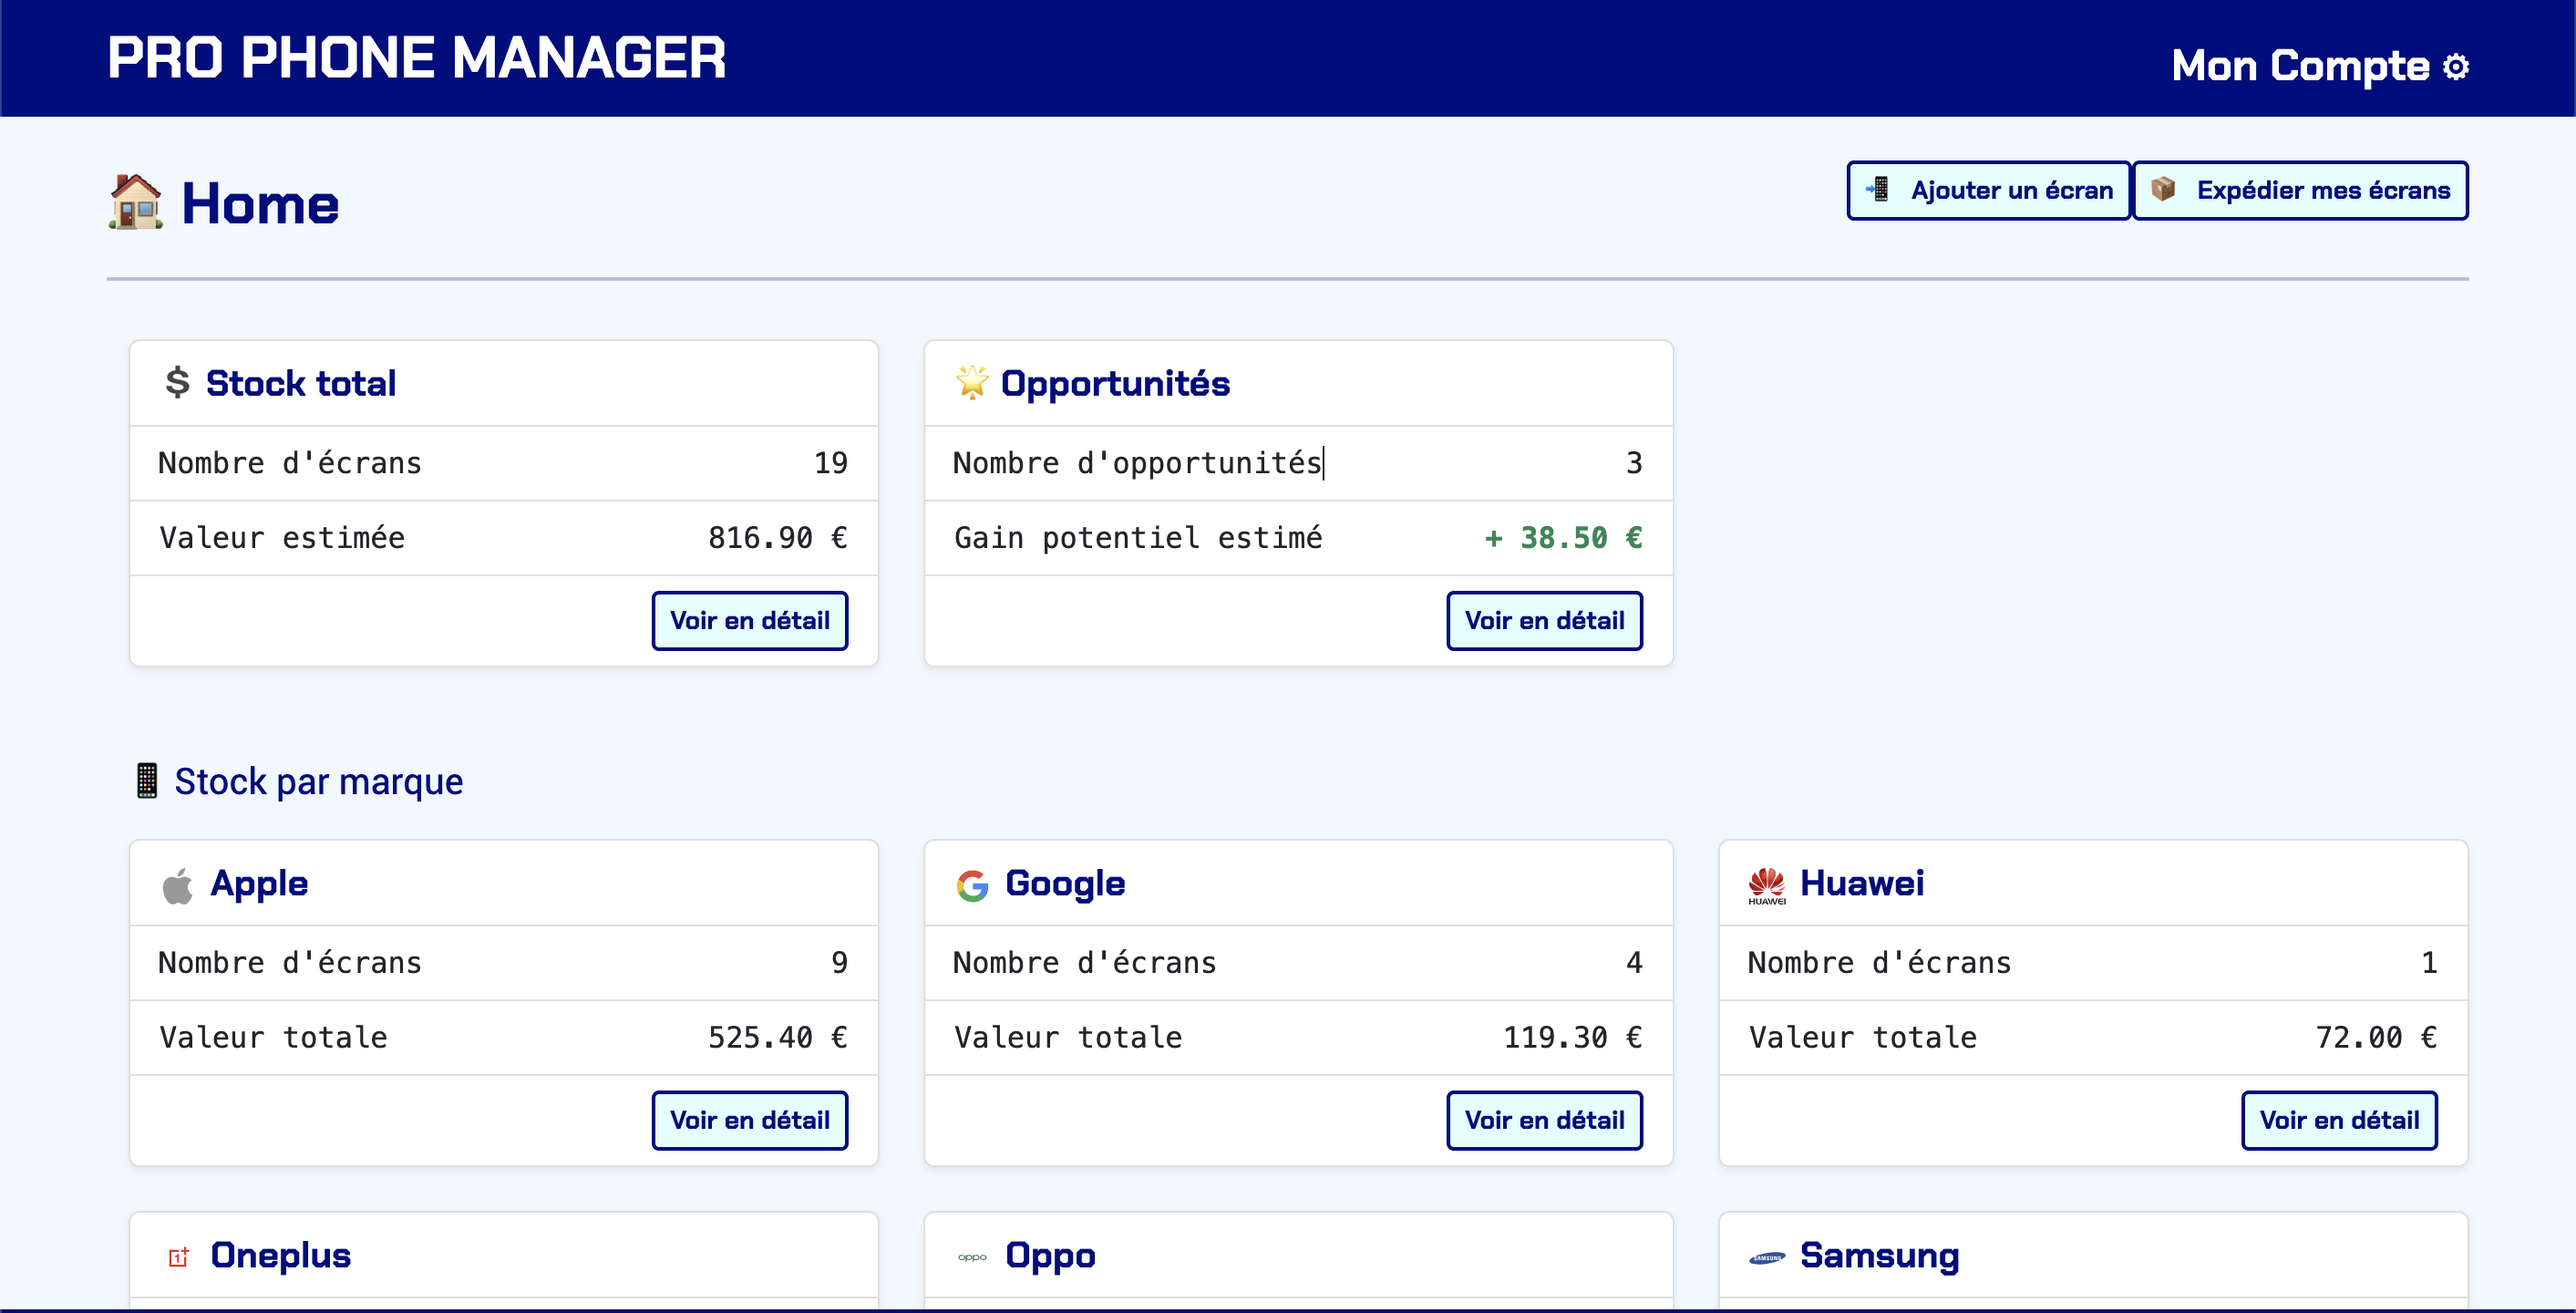 PRO PHONE MANAGER
Mon Compte
Home
Ajouter un écran
Expédier mes écrans
$ Stock total
Nombre d'écrans 19
Valeur estimée 816.90 €
Voir en détail
Opportunités
Nombre d'opportunités 3
Gain potentiel estimé + 38.50 €
Voir en détail
Stock par marque
Apple
Nombre d'écrans 9
Valeur totale 525.40 €
Voir en détail
Google
Nombre d'écrans 4
Valeur totale 119.30 €
Voir en détail
HUAWEI Huawei
Nombre d'écrans 1
Valeur totale 72.00 €
Voir en détail
Oneplus
oppo Oppo
SAMSUNG Samsung